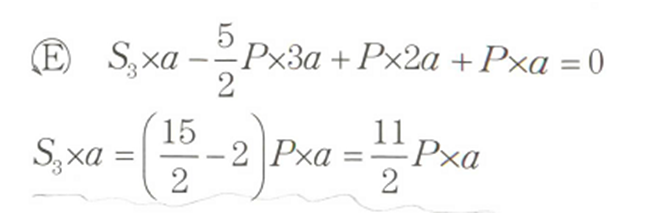 Ⓔ S₃×a − 5/2 P×3a + P×2a + P×a = 0
S₃×a = (15/2 − 2) P×a = 11/2 P×a